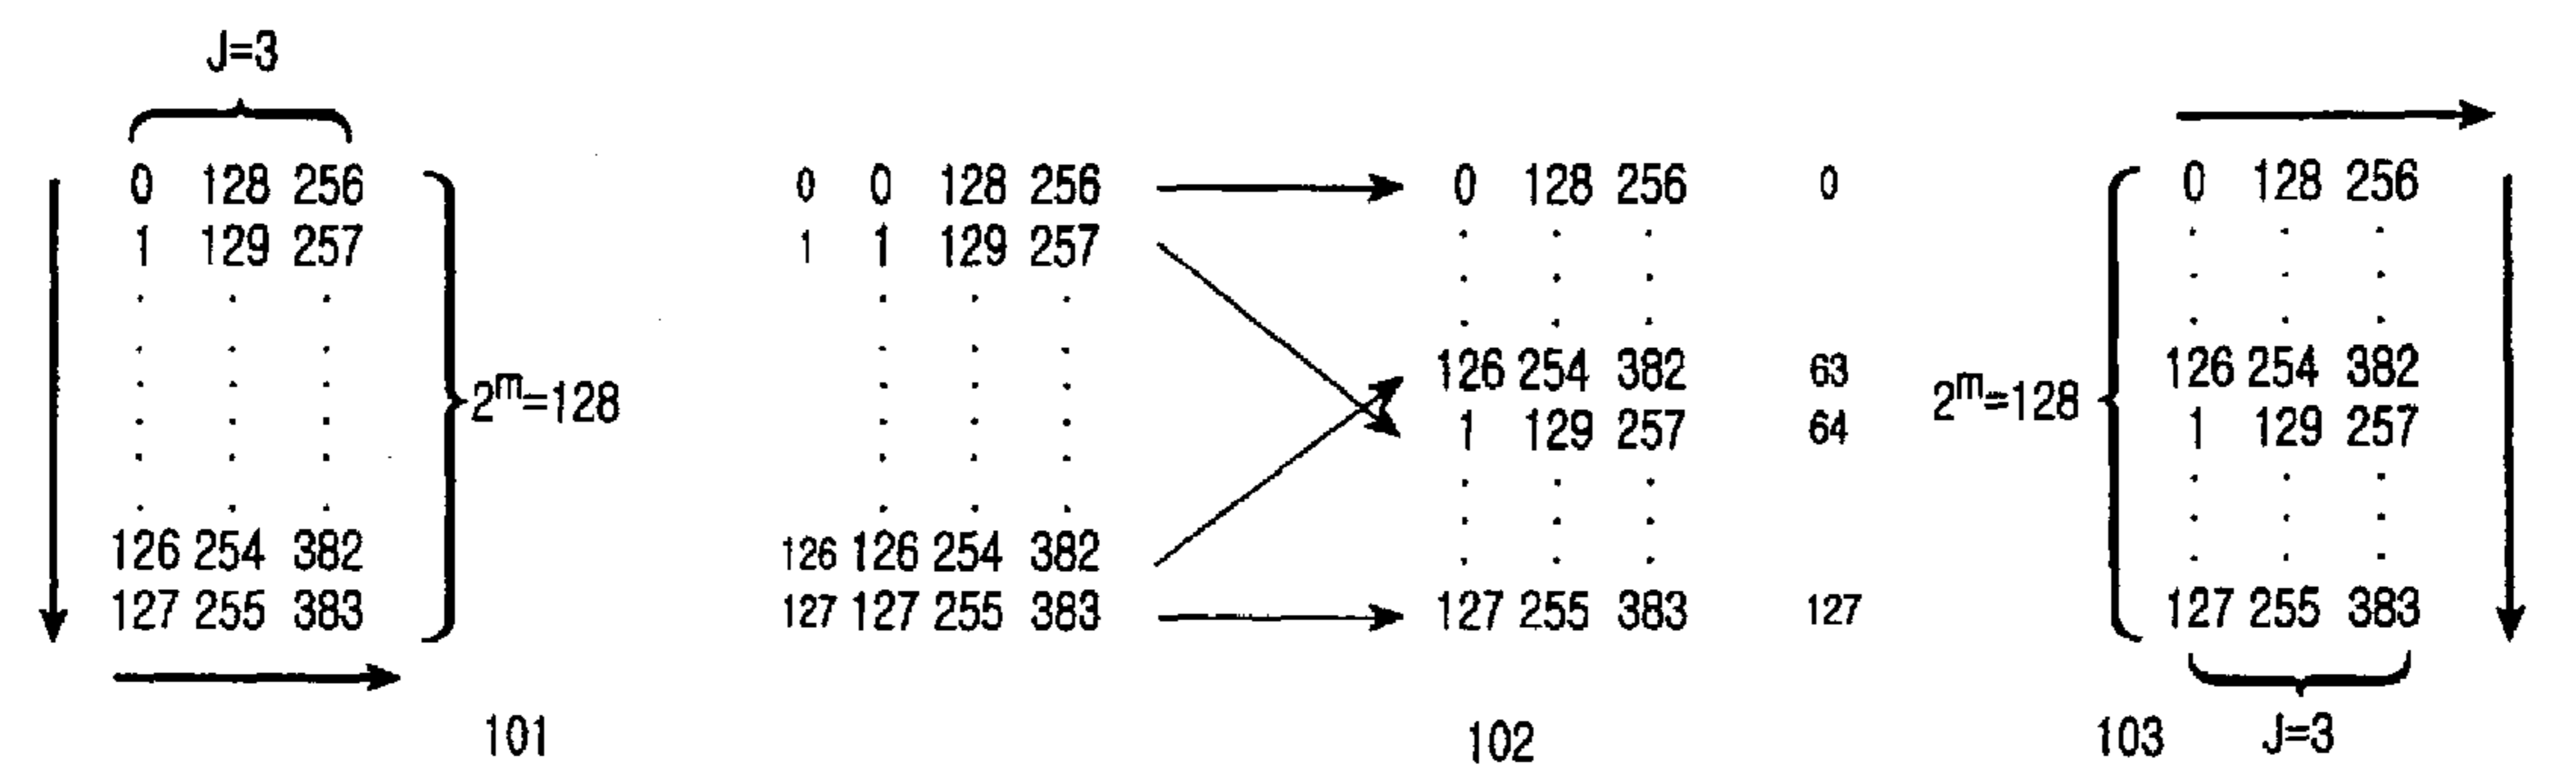 J=3
0 128 256
1 129 257
126 254 382
127 255 383
2^m=128
101
0 0 128 256
1 1 129 257
126 126 254 382
127 127 255 383
0 128 256 0
126 254 382 63
1 129 257 64
127 255 383 127
102
2^m=128
0 128 256
126 254 382
1 129 257
127 255 383
103
J=3